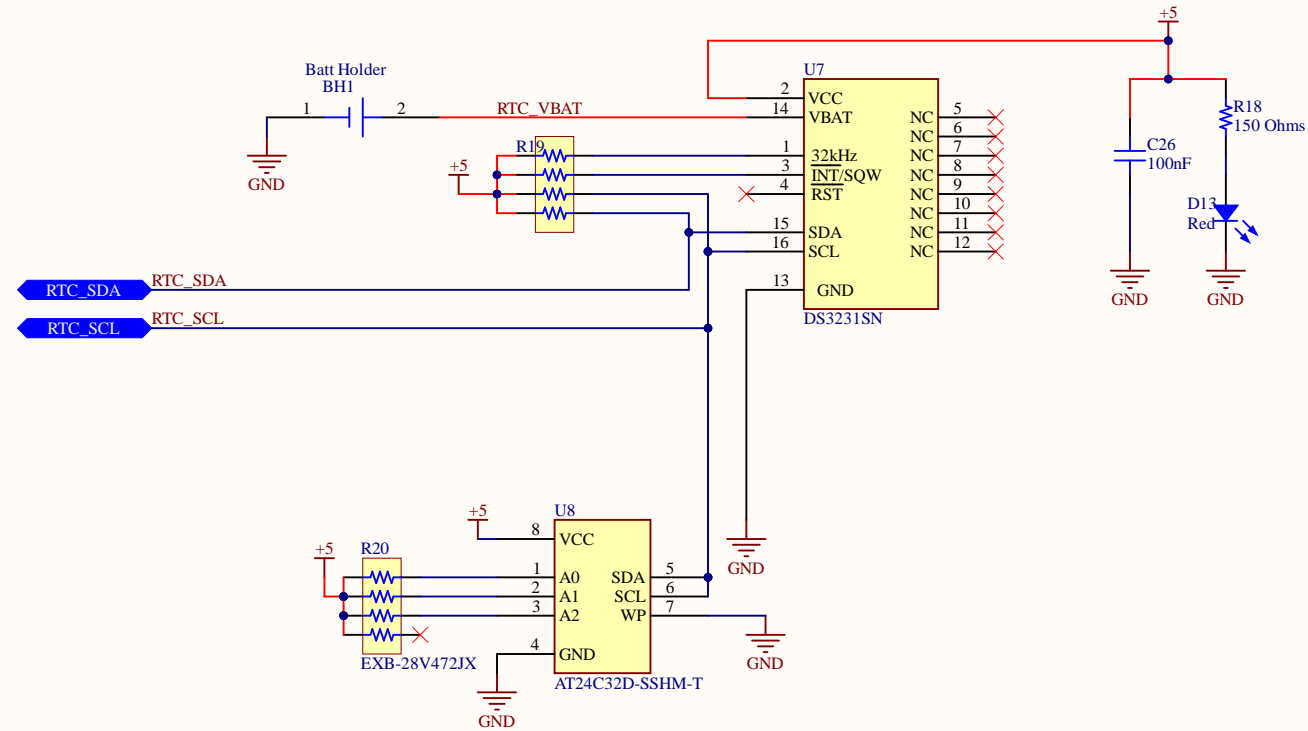 +5
Batt Holder
BH1
1
2
RTC_VBAT
GND
U7
2
VCC
14
VBAT
1
32kHz
3
INT/SQW
4
RST
15
SDA
16
SCL
13
GND
NC
5
NC
6
NC
7
NC
8
NC
9
NC
10
NC
11
NC
12
DS3231SN
R19
+5
R18
150 Ohms
C26
100nF
D13
Red
GND
GND
RTC_SDA
RTC_SDA
RTC_SCL
RTC_SCL
GND
+5
U8
8
VCC
+5
R20
1
A0
2
A1
3
A2
4
GND
SDA
5
SCL
6
WP
7
GND
EXB-28V472JX
AT24C32D-SSHM-T
GND